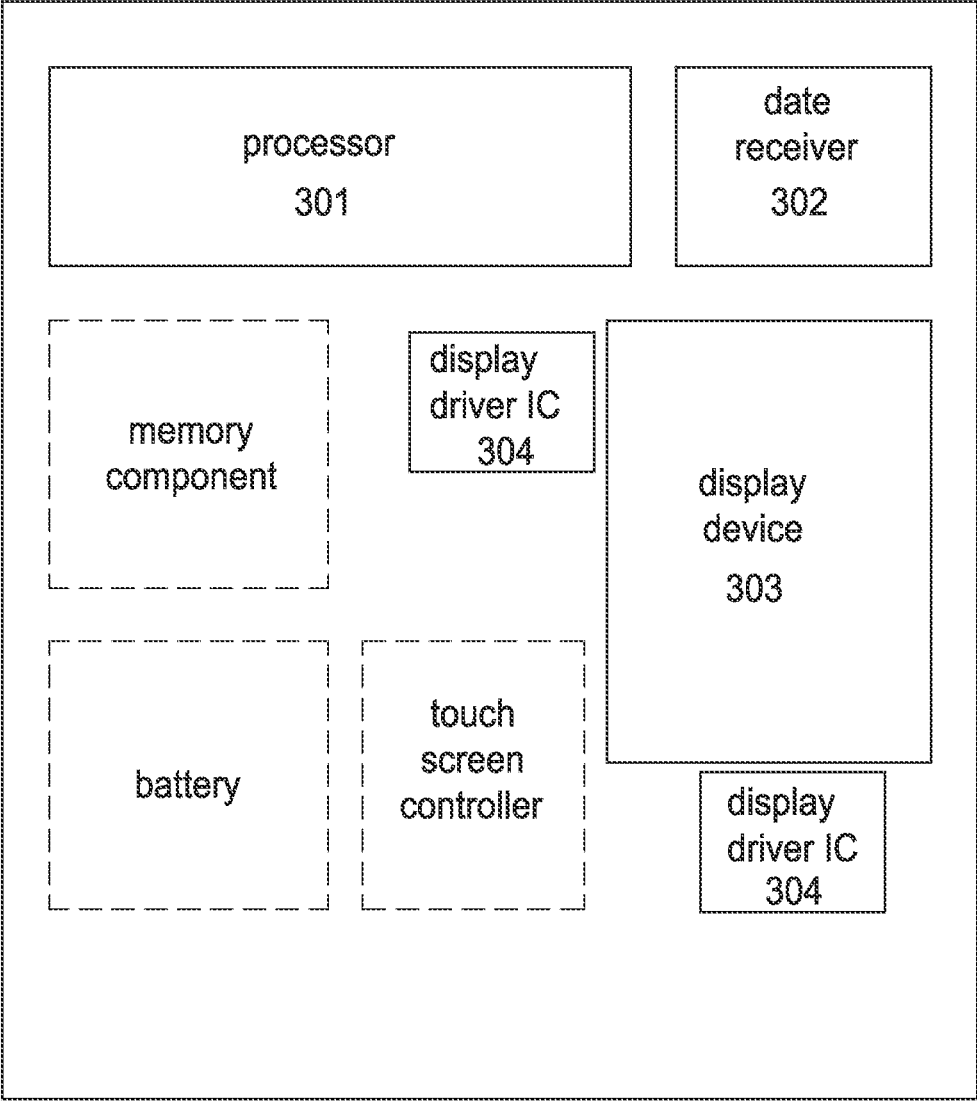 processor
301
date
receiver
302
memory
component
display
driver IC
304
display
device
303
battery
touch
screen
controller
display
driver IC
304